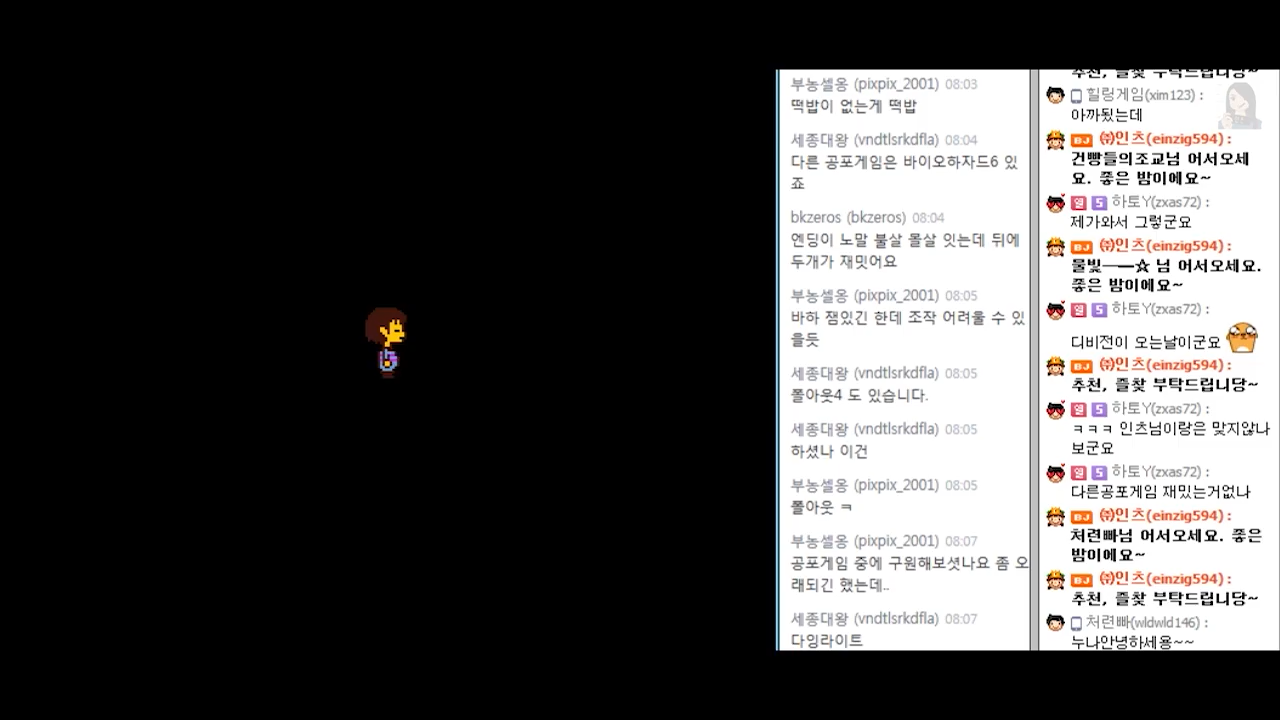 부농셀옹 (pixpix_2001) 08:03
떡밥이 없는게 떡밥
세종대왕 (vndtlsrkdfla) 08:04
다른 공포게임은 바이오하자드6 있
죠
bkzeros (bkzeros) 08:04
엔딩이 노말 불살 몰살 잇는데 뒤에
두개가 재밋어요
부농셀옹 (pixpix_2001) 08:05
바하 잼있긴 한데 조작 어려울 수 있
을듯
세종대왕 (vndtlsrkdfla) 08:05
폴아웃4 도 있습니다.
세종대왕 (vndtlsrkdfla) 08:05
하셨나 이건
부농셀옹 (pixpix_2001) 08:05
폴아웃 ㅋ
부농셀옹 (pixpix_2001) 08:07
공포게임 중에 구원해보셧나요 좀 오
래되긴 했는데..
세종대왕 (vndtlsrkdfla) 08:07
다잉라이트
추천, 즐찾 부탁드립니당~
힐링게임(xim123) :
아까됬는데
BJ ㈜인츠(einzig594) :
건빵들의조교님 어서오세
요. 좋은 밤이에요~
열 S 하토Y(zxas72) :
제가와서 그렇군요
BJ ㈜인츠(einzig594) :
물빛──☆ 님 어서오세요.
좋은 밤이에요~
열 S 하토Y(zxas72) :
디비전이 오는날이군요
BJ ㈜인츠(einzig594) :
추천, 즐찾 부탁드립니당~
열 S 하토Y(zxas72) :
ㅋㅋㅋ 인츠님이랑은 맞지않나
보군요
열 S 하토Y(zxas72) :
다른공포게임 재밌는거없나
BJ ㈜인츠(einzig594) :
처련빠님 어서오세요. 좋은
밤이에요~
BJ ㈜인츠(einzig594) :
추천, 즐찾 부탁드립니당~
처련빠(wldwld146) :
누나안녕하세용~~